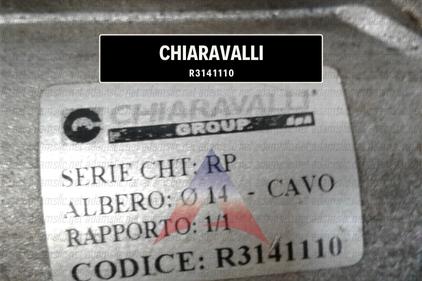 CHIARAVALLI
R3141110
CHIARAVALLI
GROUP spa
SERIE CHT: RP
ALBERO: Ø 14 - CAVO
RAPPORTO: 1/1
CODICE: R3141110